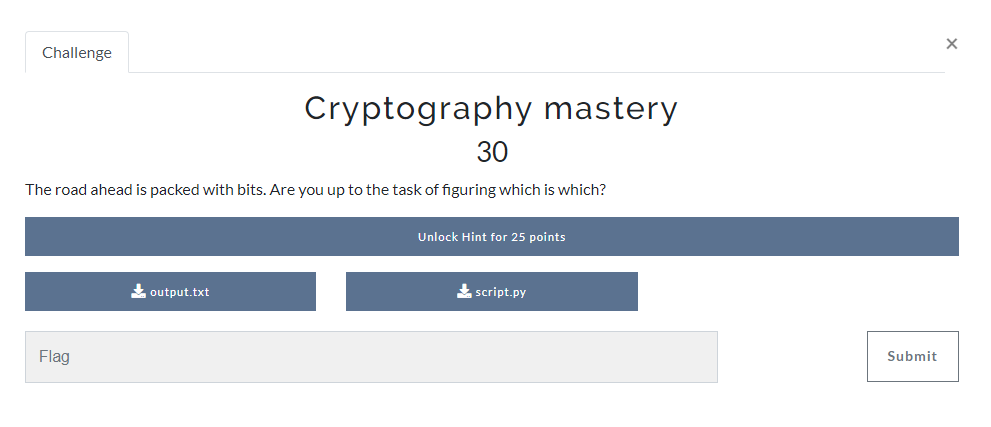 Challenge
×
Cryptography mastery
30
The road ahead is packed with bits. Are you up to the task of figuring which is which?
Unlock Hint for 25 points
output.txt
script.py
Flag
Submit